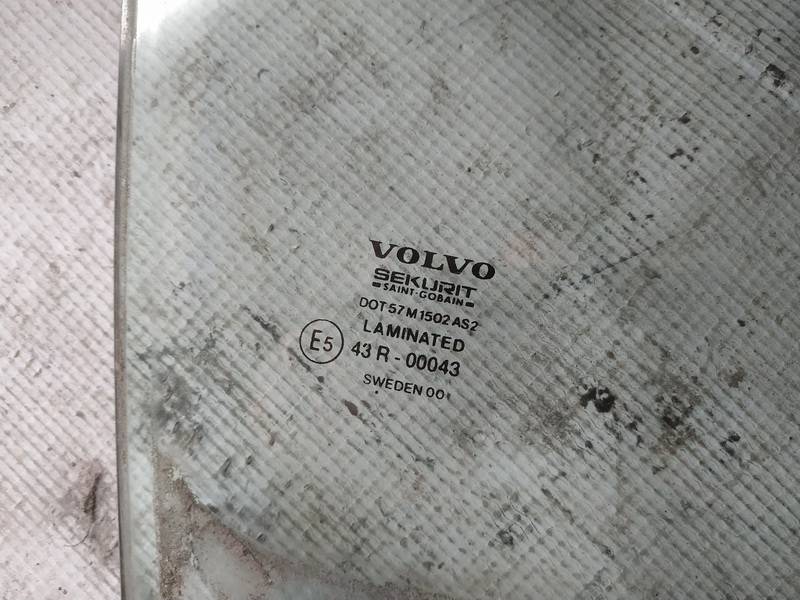 VOLVO
SEKURIT
SAINT-GOBAIN
DOT 57 M 1502 AS2
LAMINATED
E5 43 R - 00043
SWEDEN 00